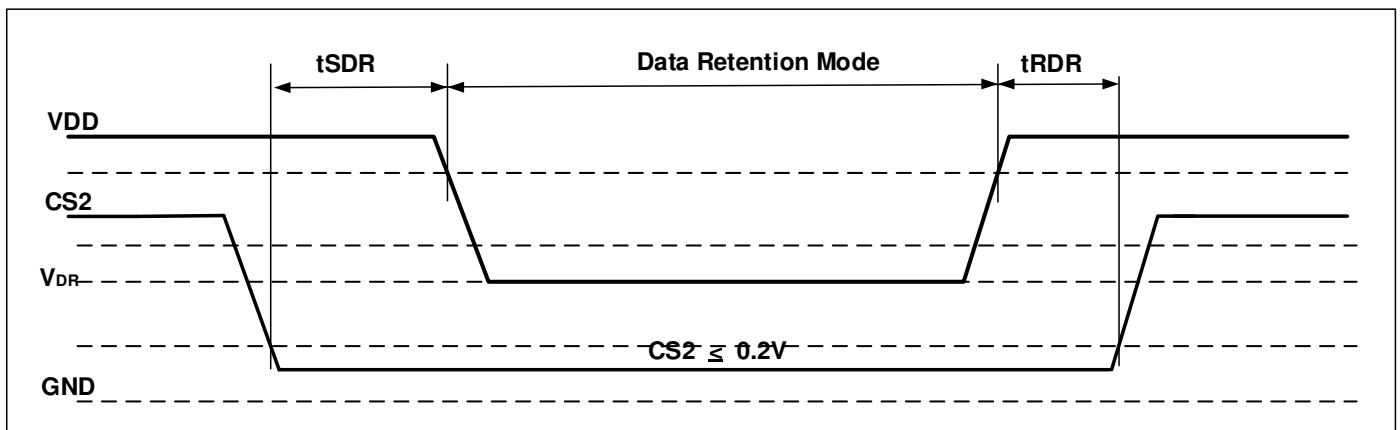 tSDR
Data Retention Mode
tRDR
VDD
CS2
VDR
CS2 ≤ 0.2V
GND